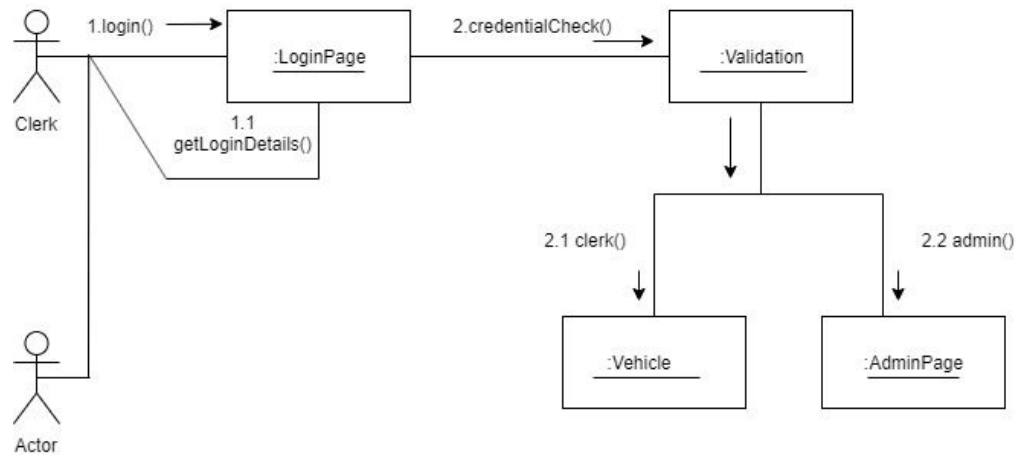 1.login()
2.credentialCheck()
:LoginPage
:Validation
Clerk
1.1
getLoginDetails()
2.1 clerk()
2.2 admin()
:Vehicle
:AdminPage
Actor